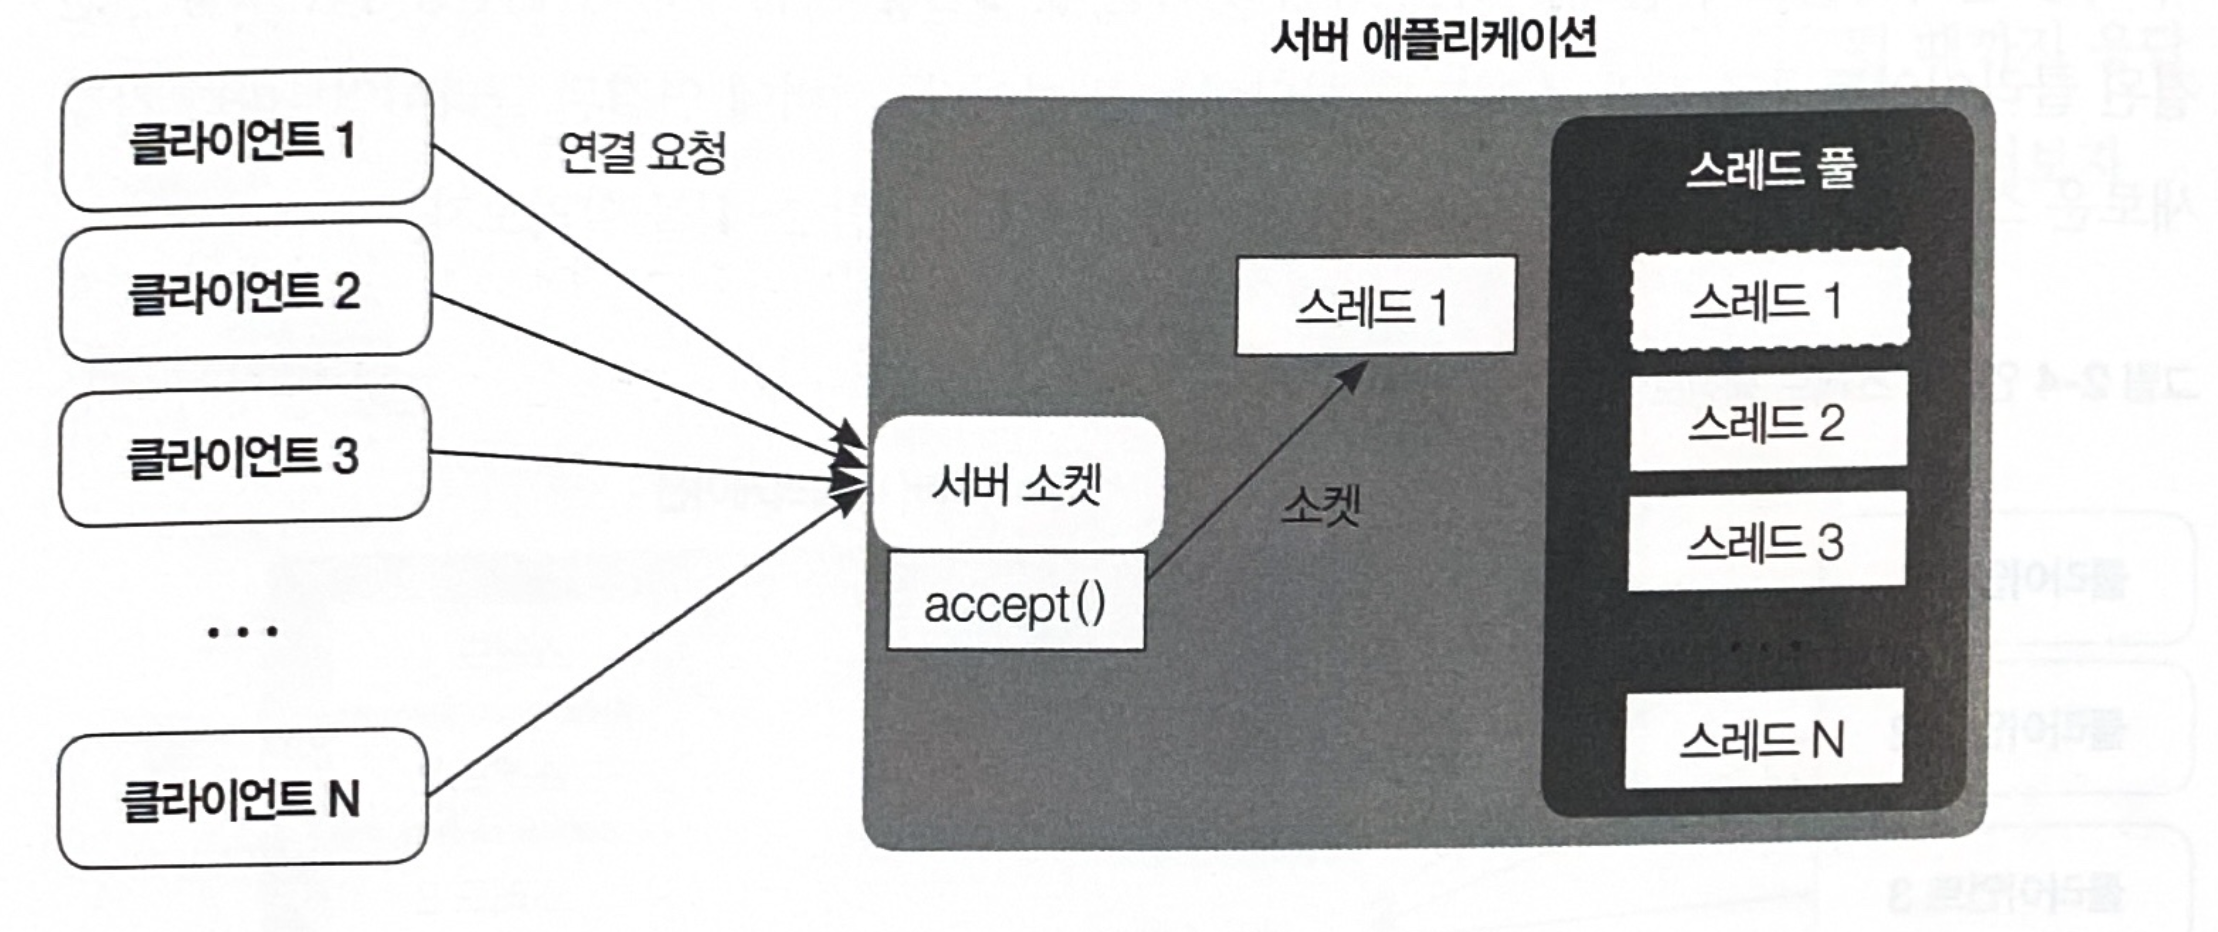 서버 애플리케이션
클라이언트 1
연결 요청
클라이언트 2
클라이언트 3
...
클라이언트 N
서버 소켓
accept()
소켓
스레드 1
스레드 풀
스레드 1
스레드 2
스레드 3
...
스레드 N